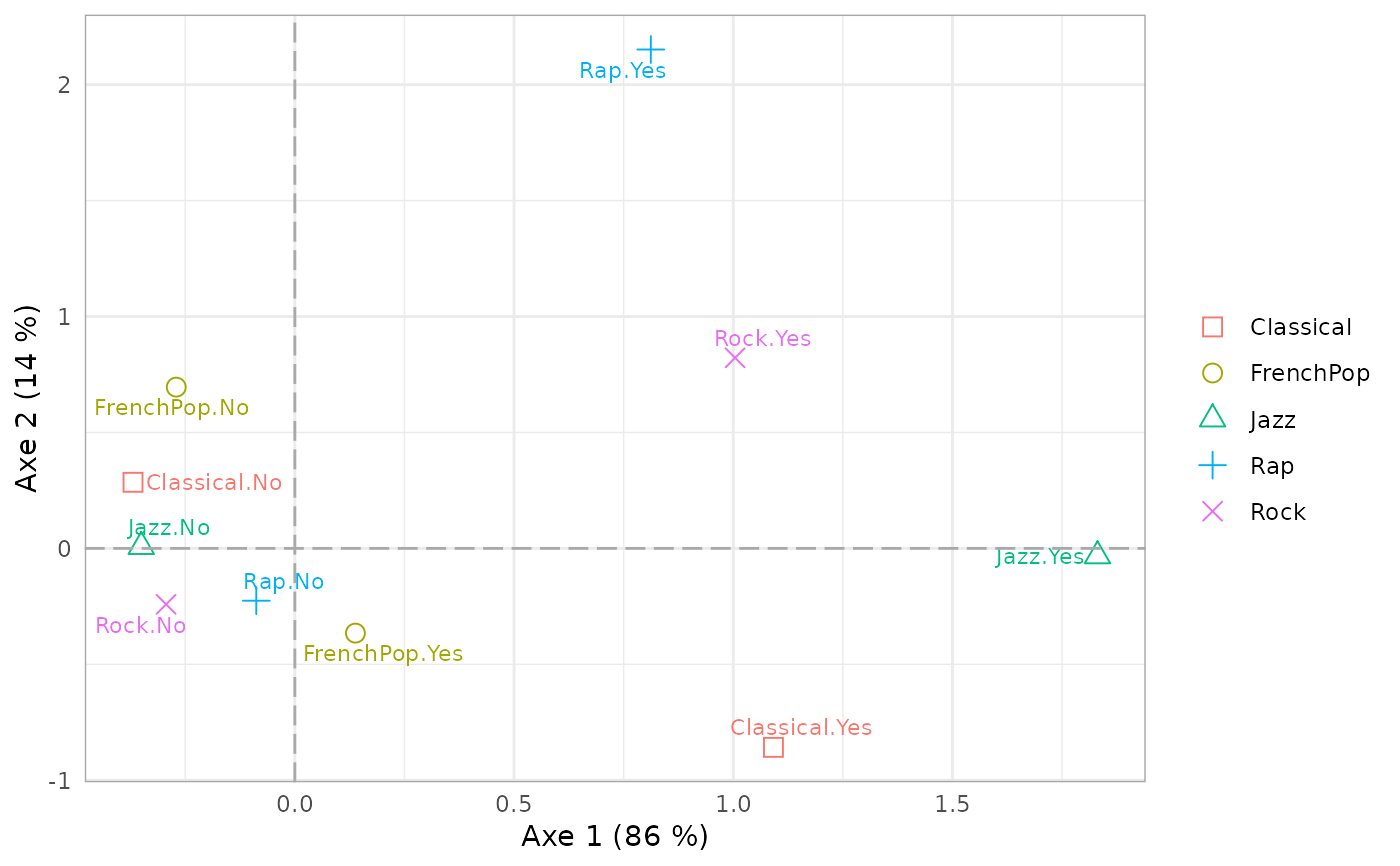 Rap.Yes
2
Rock.Yes
1
FrenchPop.No
Classical.No
Jazz.No
0
Jazz.Yes
Rap.No
Rock.No
FrenchPop.Yes
Classical.Yes
-1
0.0 0.5 1.0 1.5
Axe 1 (86 %)
Axe 2 (14 %)
Classical
FrenchPop
Jazz
Rap
Rock